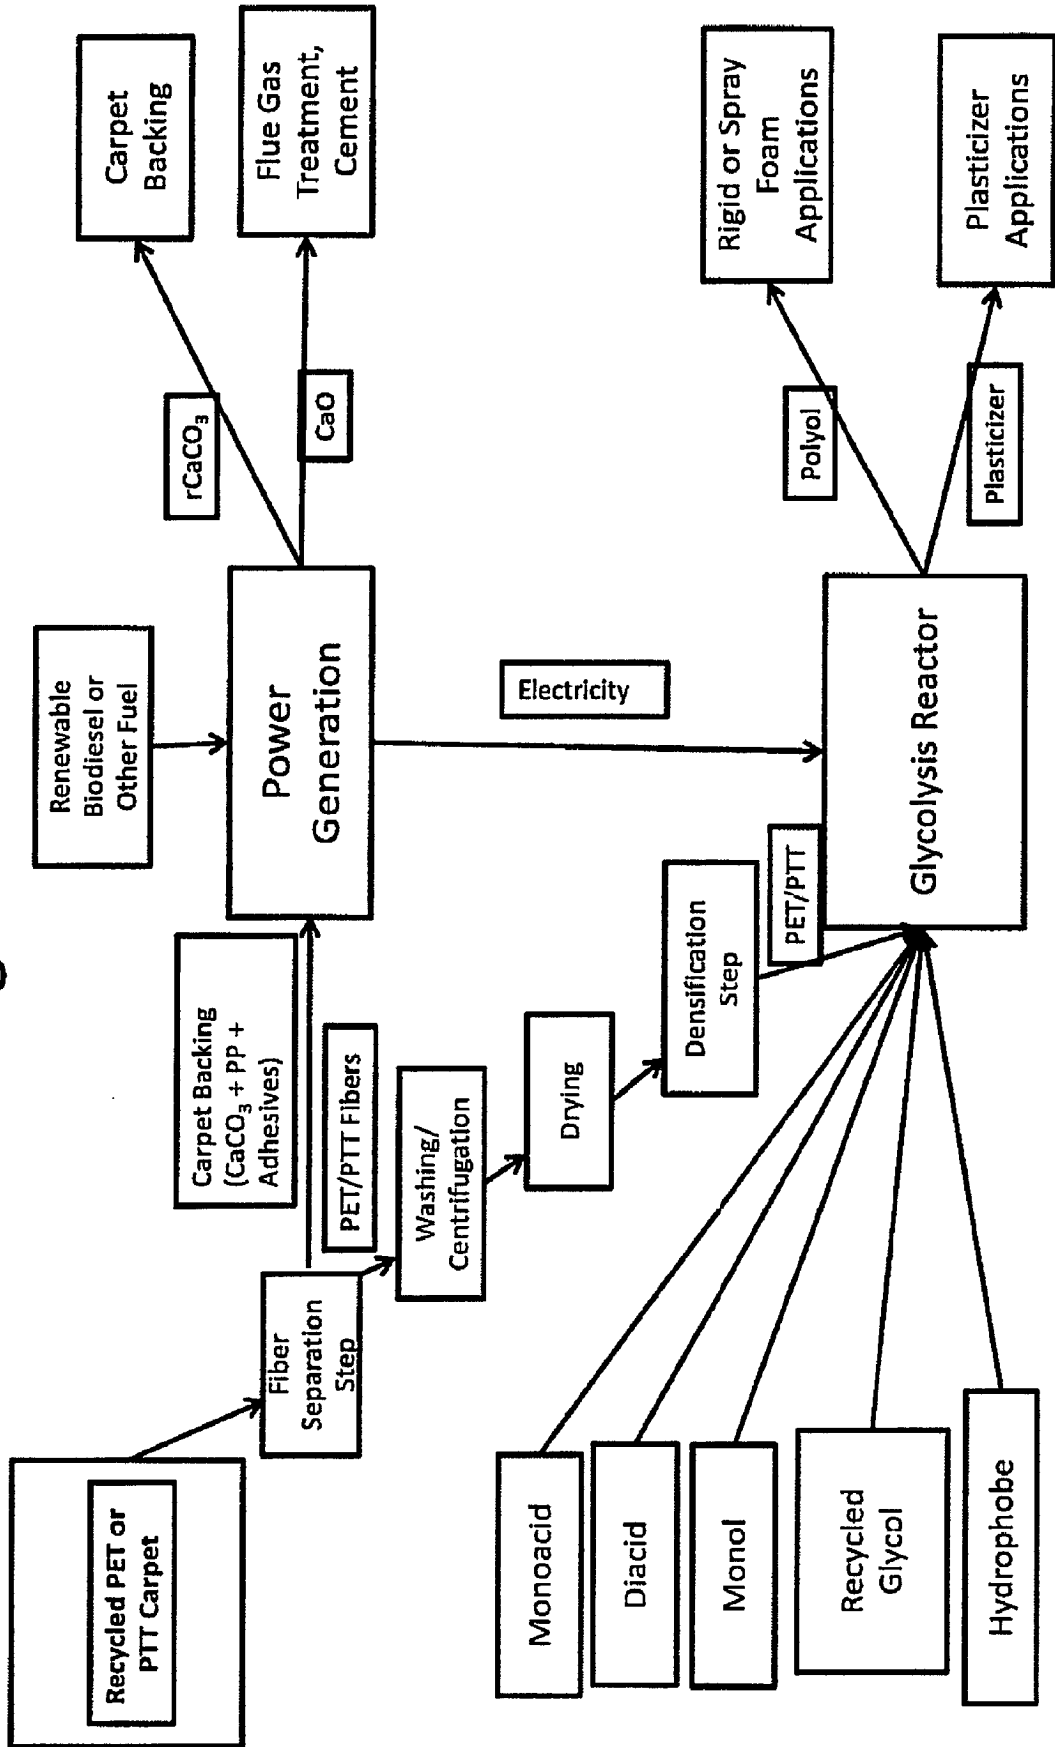 Recycled PET or
PTT Carpet
Fiber
Separation
Step
Carpet Backing
(CaCO₃ + PP +
Adhesives)
PET/PTT Fibers
Washing/
Centrifugation
Drying
Densification
Step
PET/PTT
Renewable
Biodiesel or
Other Fuel
Power
Generation
Electricity
rCaCO₃
CaO
Carpet
Backing
Flue Gas
Treatment,
Cement
Monoacid
Diacid
Monol
Recycled
Glycol
Hydrophobe
Glycolysis Reactor
Polyol
Plasticizer
Rigid or Spray
Foam
Applications
Plasticizer
Applications